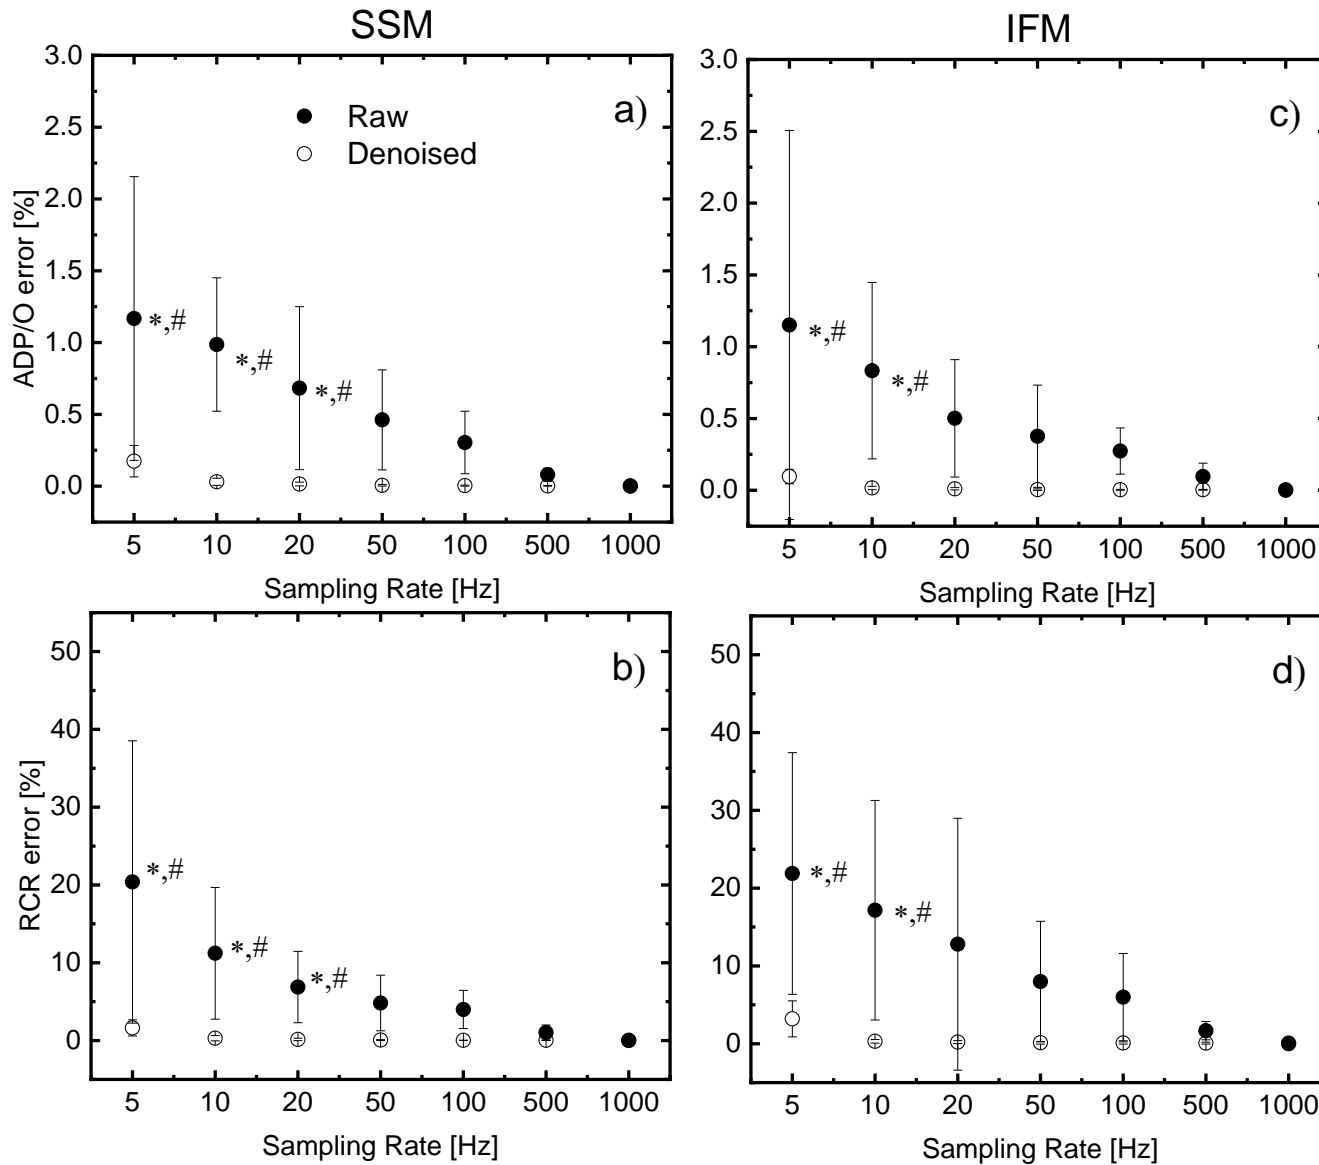 SSM
3.0
2.5
2.0
1.5
1.0
0.5
0.0
ADP/O error [%]
Raw
Denoised
a)
*,#
*,#
*,#
5 10 20 50 100 500 1000
Sampling Rate [Hz]
IFM
3.0
2.5
2.0
1.5
1.0
0.5
0.0
c)
*,#
*,#
5 10 20 50 100 500 1000
Sampling Rate [Hz]
50
40
30
20
10
0
RCR error [%]
b)
*,#
*,#
*,#
5 10 20 50 100 500 1000
Sampling Rate [Hz]
50
40
30
20
10
0
d)
*,#
*,#
5 10 20 50 100 500 1000
Sampling Rate [Hz]